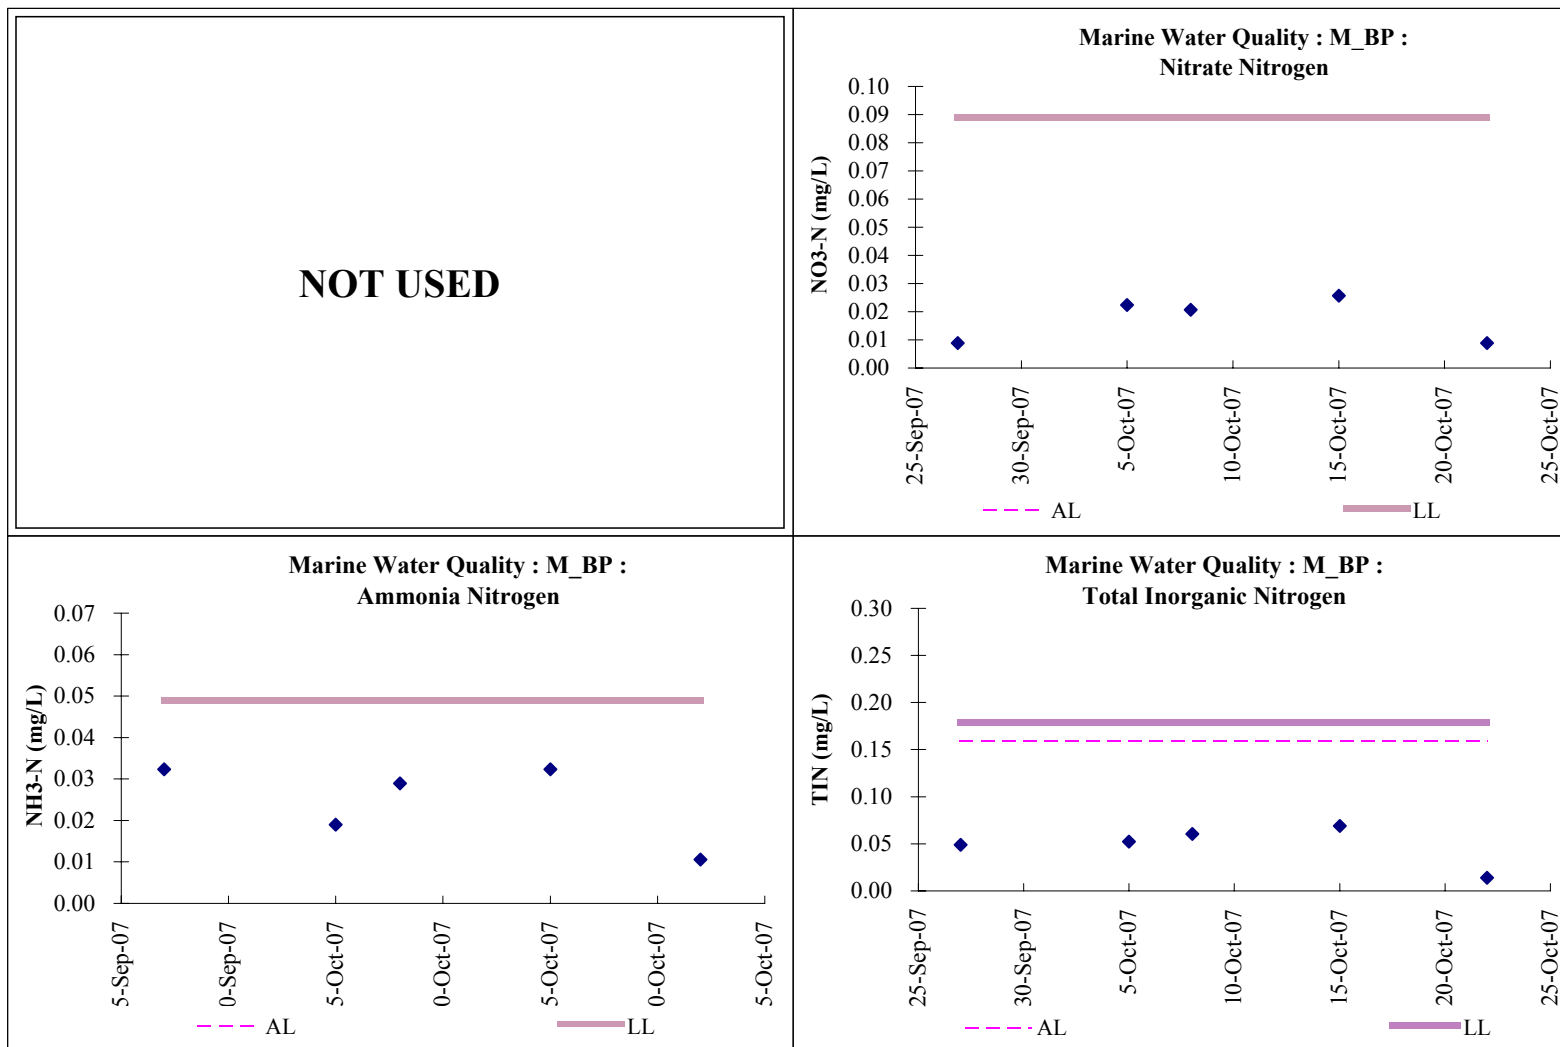 NOT USED
Marine Water Quality : M_BP :
Nitrate Nitrogen
NO3-N (mg/L)
0.10
0.09
0.08
0.07
0.06
0.05
0.04
0.03
0.02
0.01
0.00
25-Sep-07
30-Sep-07
5-Oct-07
10-Oct-07
15-Oct-07
20-Oct-07
25-Oct-07
AL
LL
Marine Water Quality : M_BP :
Ammonia Nitrogen
NH3-N (mg/L)
0.07
0.06
0.05
0.04
0.03
0.02
0.01
0.00
5-Sep-07
0-Sep-07
5-Oct-07
0-Oct-07
5-Oct-07
0-Oct-07
5-Oct-07
AL
LL
Marine Water Quality : M_BP :
Total Inorganic Nitrogen
TIN (mg/L)
0.30
0.25
0.20
0.15
0.10
0.05
0.00
25-Sep-07
30-Sep-07
5-Oct-07
10-Oct-07
15-Oct-07
20-Oct-07
25-Oct-07
AL
LL